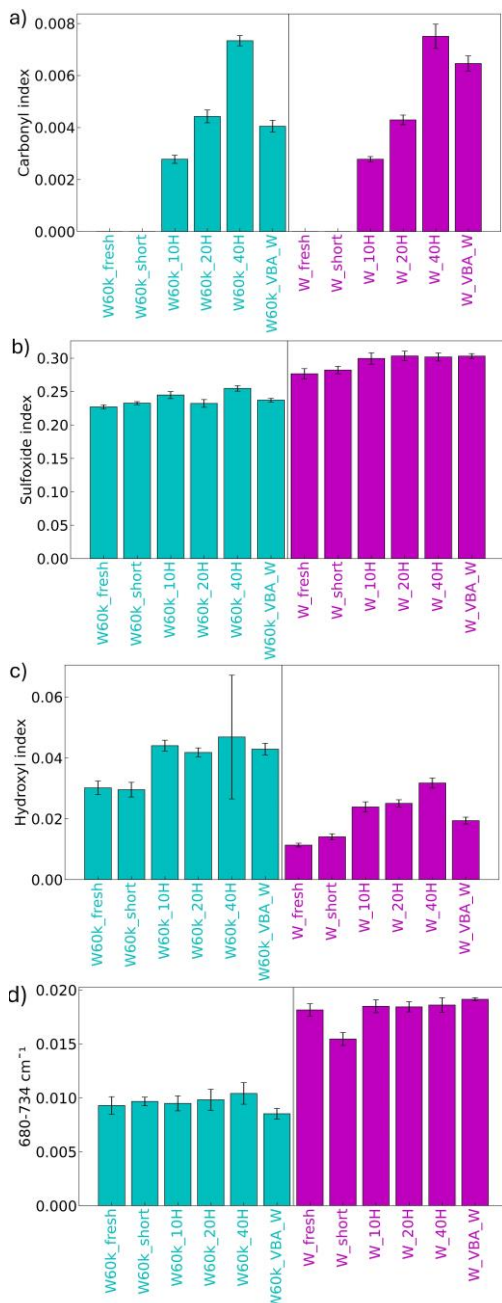 a)
Carbonyl index
0.008
0.006
0.004
0.002
0.000
W60k_fresh
W60k_short
W60k_10H
W60k_20H
W60k_40H
W60k_VBA_W
W_fresh
W_short
W_10H
W_20H
W_40H
W_VBA_W
b)
Sulfoxide index
0.30
0.25
0.20
0.15
0.10
0.05
0.00
W60k_fresh
W60k_short
W60k_10H
W60k_20H
W60k_40H
W60k_VBA_W
W_fresh
W_short
W_10H
W_20H
W_40H
W_VBA_W
c)
Hydroxyl index
0.06
0.04
0.02
0.00
W60k_fresh
W60k_short
W60k_10H
W60k_20H
W60k_40H
W60k_VBA_W
W_fresh
W_short
W_10H
W_20H
W_40H
W_VBA_W
d)
680-734 cm⁻¹
0.020
0.015
0.010
0.005
0.000
W60k_fresh
W60k_short
W60k_10H
W60k_20H
W60k_40H
W60k_VBA_W
W_fresh
W_short
W_10H
W_20H
W_40H
W_VBA_W